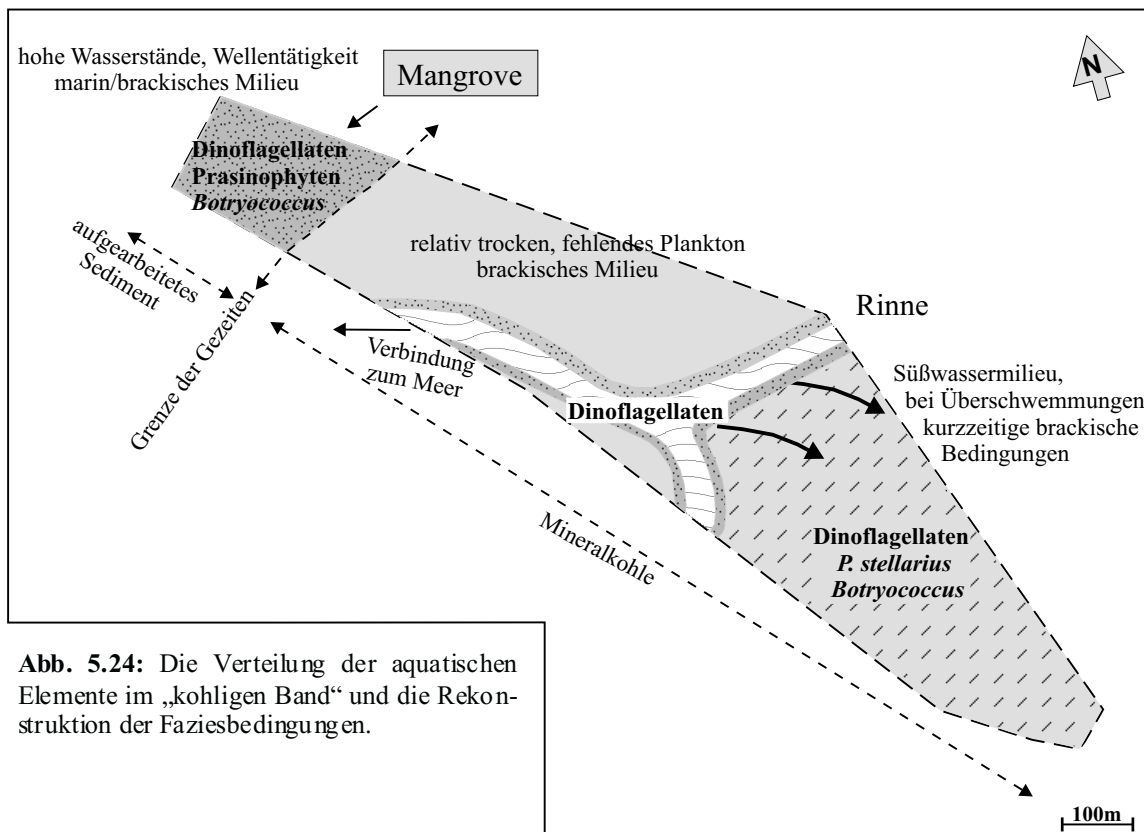 hohe Wasserstände, Wellentätigkeit
marin/brackisches Milieu
Mangrove
N
Dinoflagellaten
Prasinophyten
Botryococcus
aufgearbeitetes
Sediment
Grenze der Gezeiten
relativ trocken, fehlendes Plankton
brackisches Milieu
Rinne
Verbindung
zum Meer
Dinoflagellaten
Süßwassermilieu,
bei Überschwemmungen
kurzzeitige brackische
Bedingungen
Mineralkohle
Dinoflagellaten
P. stellarius
Botryococcus
Abb. 5.24: Die Verteilung der aquatischen
Elemente im „kohligen Band“ und die Rekon-
struktion der Faziesbedingungen.
100m